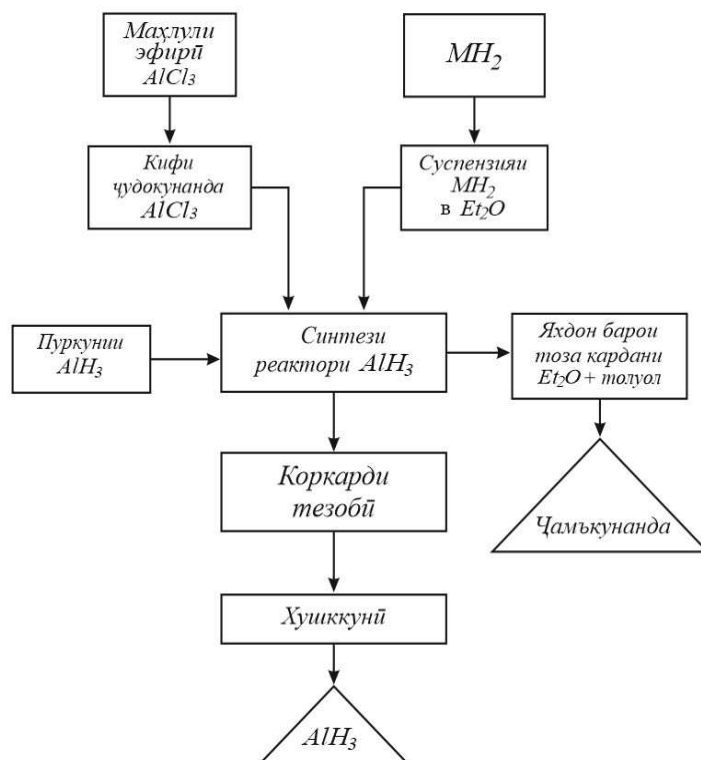 Маҳлули
эфирӣ
AlCl₃
MH₂
Кифи
ҷудокунанда
AlCl₃
Суспензияи
MH₂
в Et₂O
Пуркунии
AlH₃
Синтези
реактори AlH₃
Яхдон барои
тоза кардани
Et₂O + толуол
Коркарди
тезобӣ
Ҷамъкунанда
Хушккунӣ
AlH₃